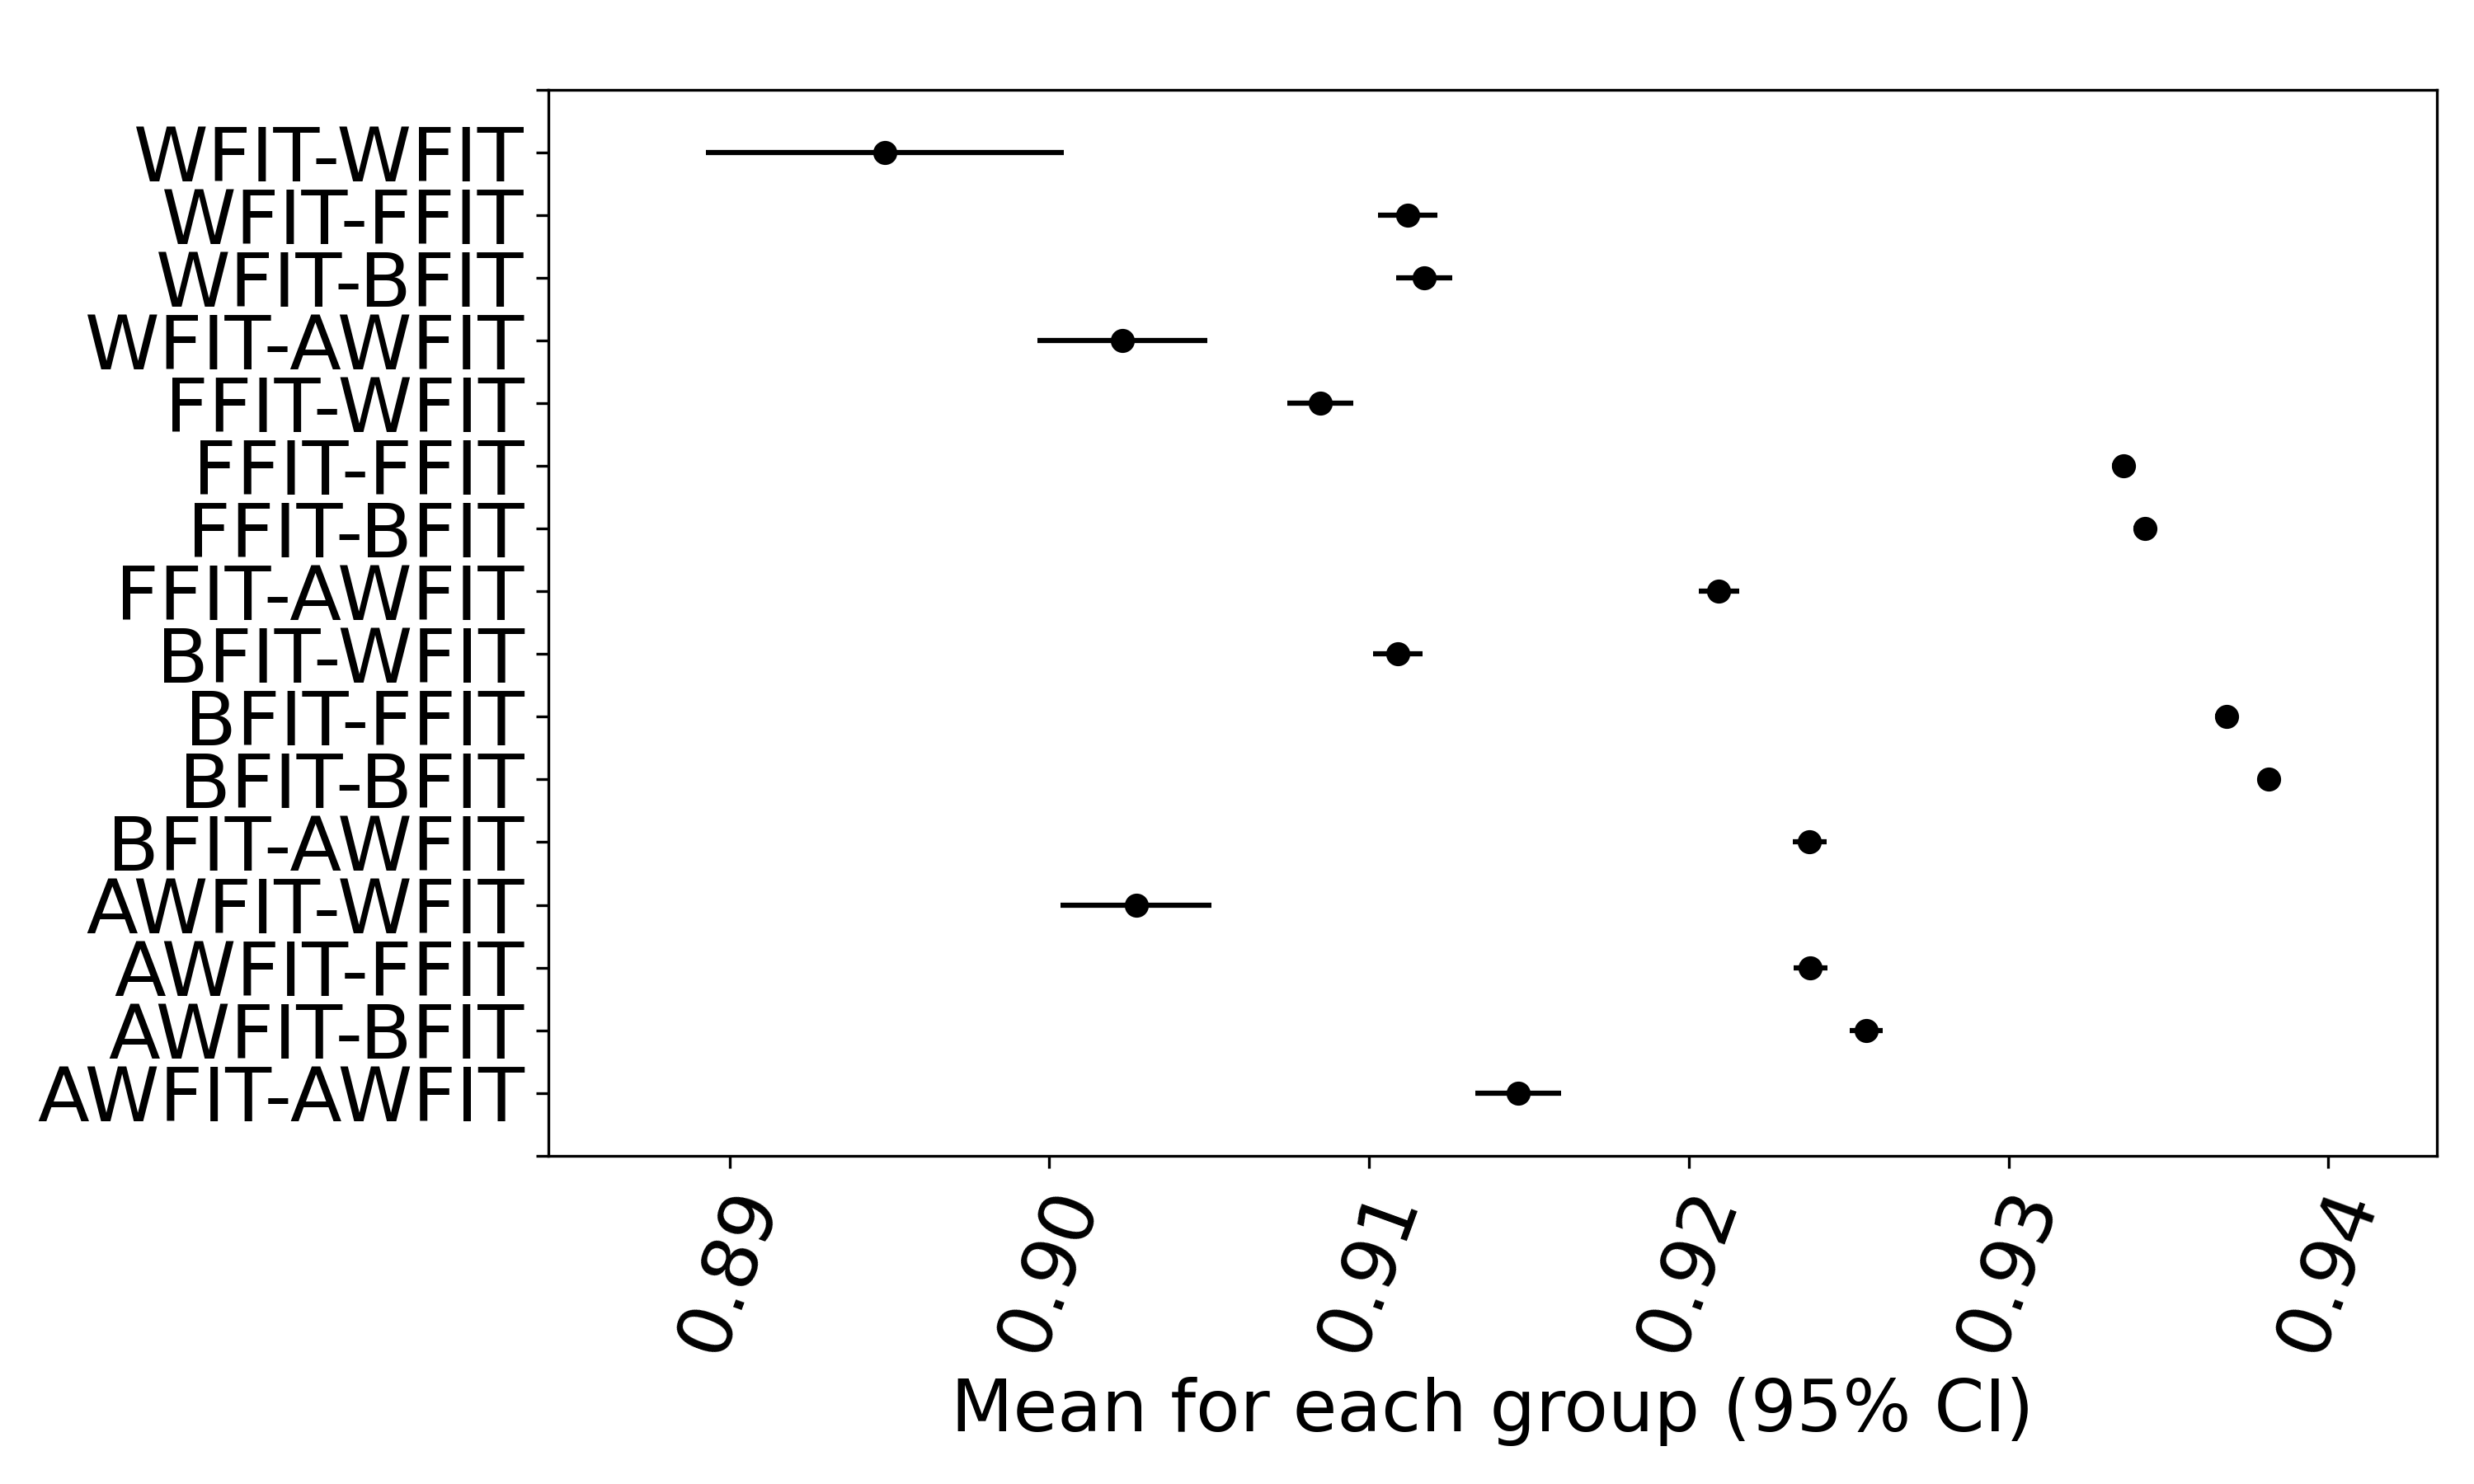 WFIT-WFIT
WFIT-FFIT
WFIT-BFIT
WFIT-AWFIT
FFIT-WFIT
FFIT-FFIT
FFIT-BFIT
FFIT-AWFIT
BFIT-WFIT
BFIT-FFIT
BFIT-BFIT
BFIT-AWFIT
AWFIT-WFIT
AWFIT-FFIT
AWFIT-BFIT
AWFIT-AWFIT
0.89 0.90 0.91 0.92 0.93 0.94
Mean for each group (95% CI)